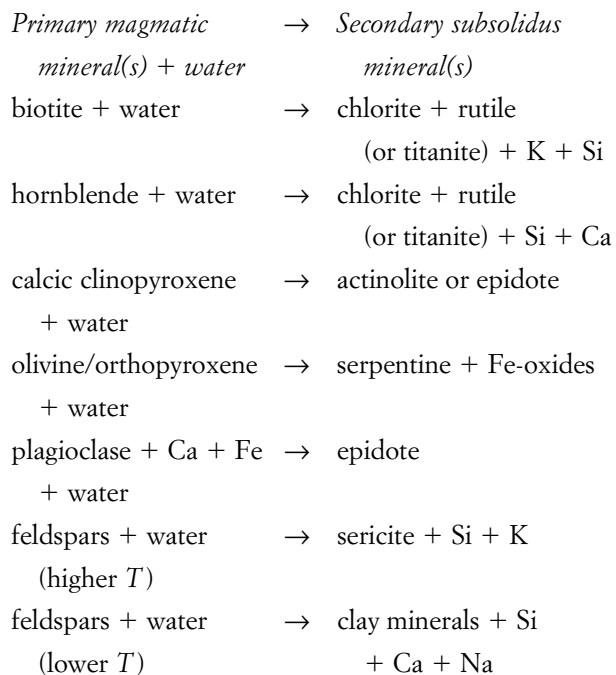 Primary magmatic → Secondary subsolidus
mineral(s) + water mineral(s)
biotite + water → chlorite + rutile
(or titanite) + K + Si
hornblende + water → chlorite + rutile
(or titanite) + Si + Ca
calcic clinopyroxene → actinolite or epidote
+ water
olivine/orthopyroxene → serpentine + Fe-oxides
+ water
plagioclase + Ca + Fe → epidote
+ water
feldspars + water → sericite + Si + K
(higher T)
feldspars + water → clay minerals + Si
(lower T) + Ca + Na